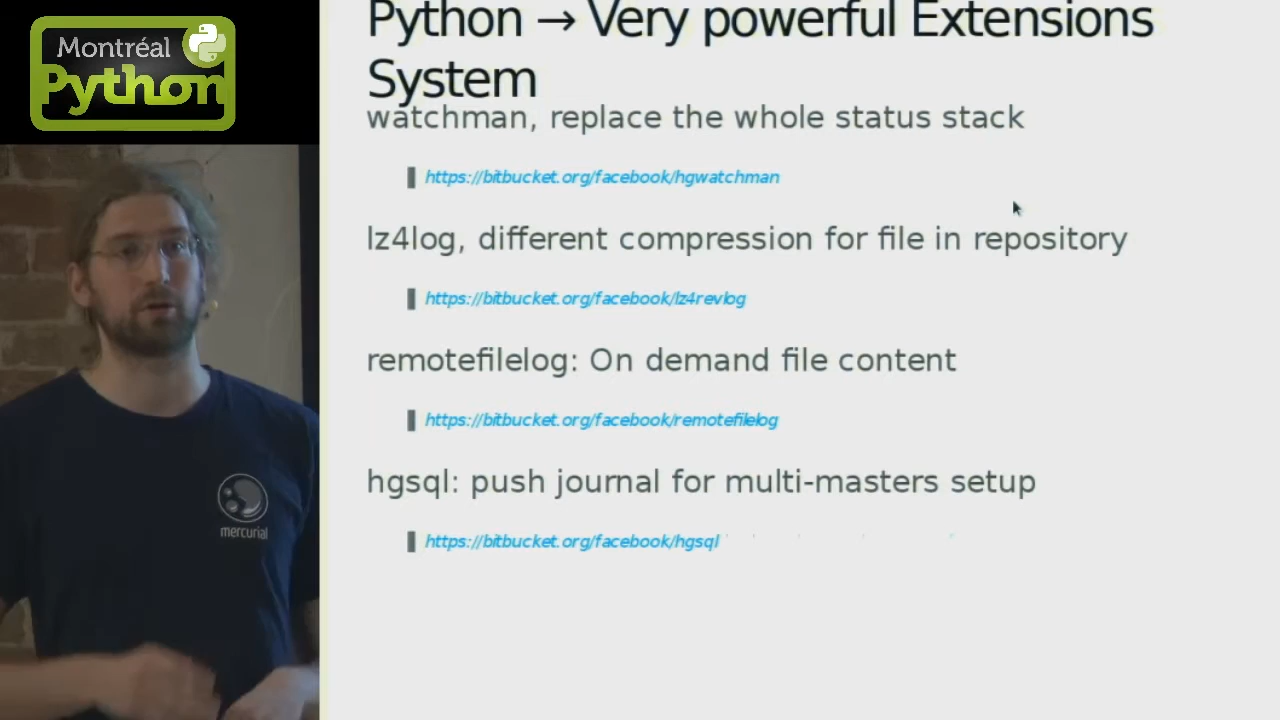 Montréal
Python
Python → Very powerful Extensions
System
watchman, replace the whole status stack
https://bitbucket.org/facebook/hgwatchman
lz4log, different compression for file in repository
https://bitbucket.org/facebook/lz4revlog
remotefilelog: On demand file content
https://bitbucket.org/facebook/remotefilelog
hgsql: push journal for multi-masters setup
https://bitbucket.org/facebook/hgsql
mercurial